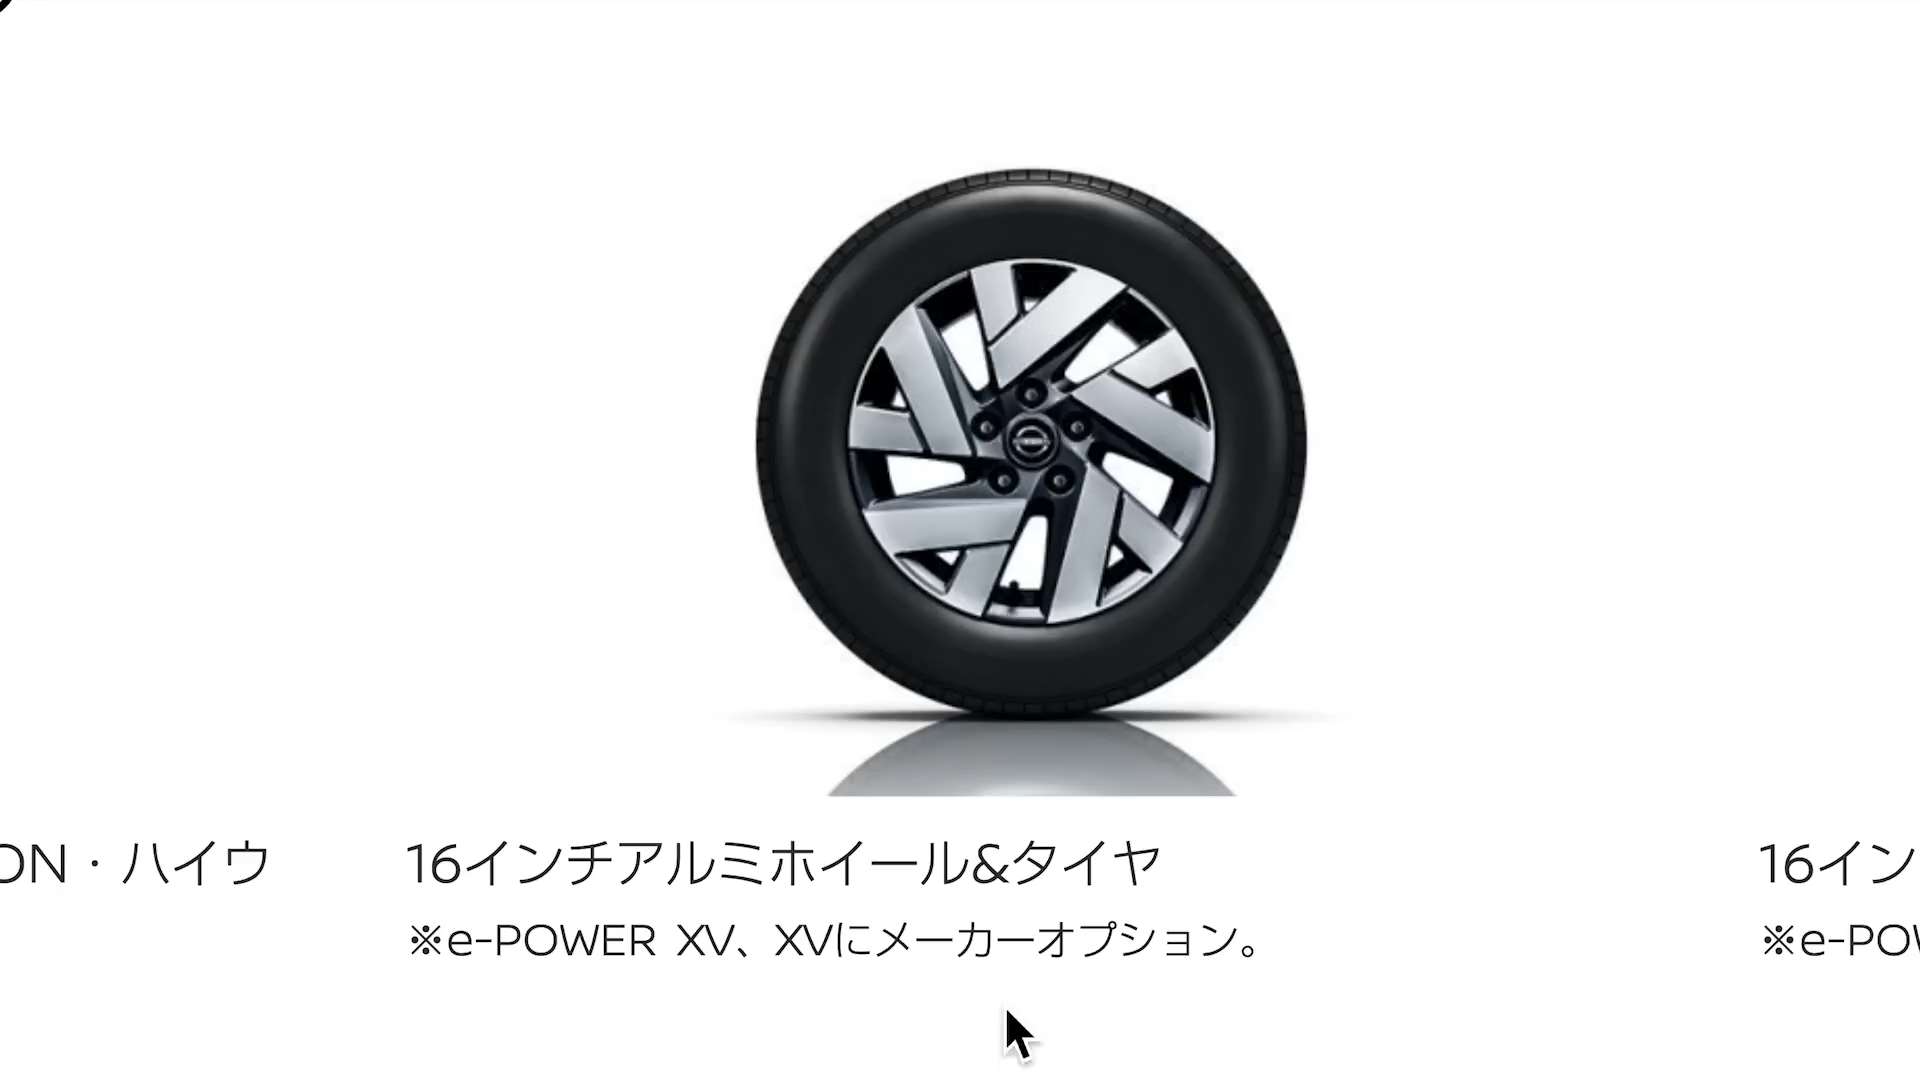 ON・ハイウ
16インチアルミホイール&タイヤ
※e-POWER XV、XVにメーカーオプション。
16イン
※e-POW